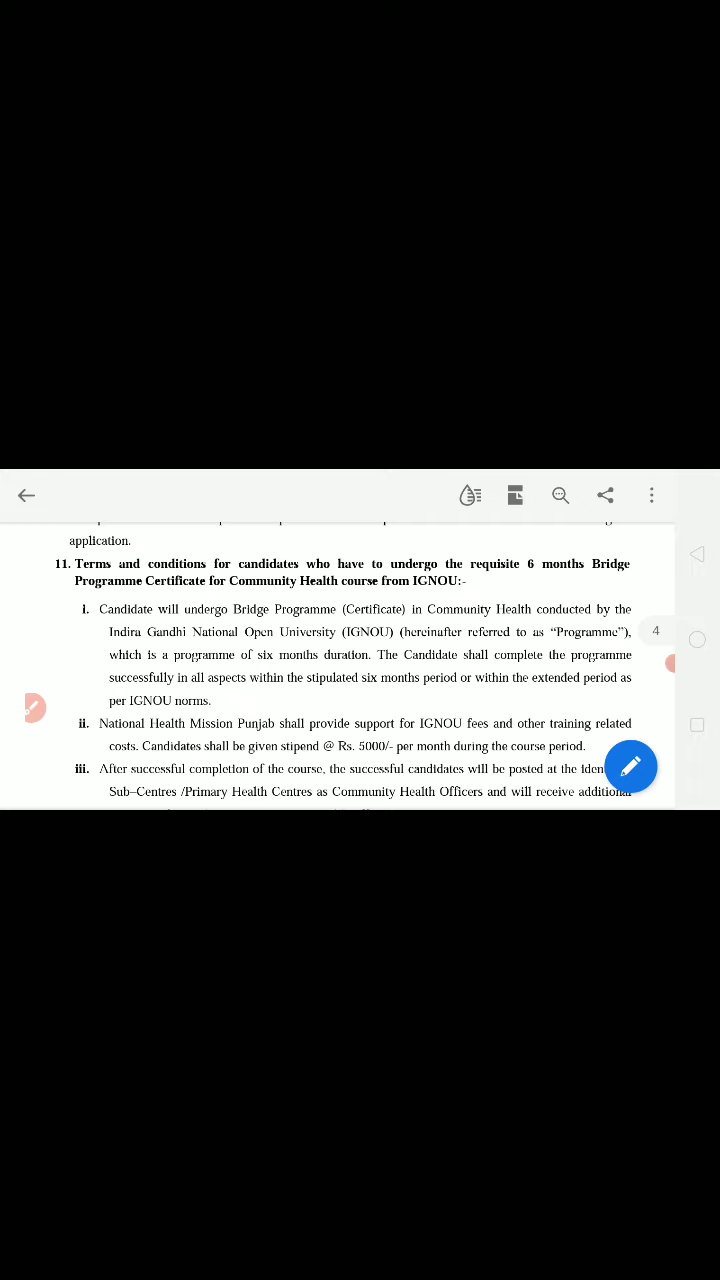 application.
11. Terms and conditions for candidates who have to undergo the requisite 6 months Bridge
Programme Certificate for Community Health course from IGNOU:-
i. Candidate will undergo Bridge Programme (Certificate) in Community Health conducted by the
Indira Gandhi National Open University (IGNOU) (hereinafter referred to as “Programme”),
which is a programme of six months duration. The Candidate shall complete the programme
4
successfully in all aspects within the stipulated six months period or within the extended period as
per IGNOU norms.
ii. National Health Mission Punjab shall provide support for IGNOU fees and other training related
costs. Candidates shall be given stipend @ Rs. 5000/- per month during the course period.
iii. After successful completion of the course, the successful candidates will be posted at the
Sub–Centres /Primary Health Centres as Community Health Officers and will receive additional